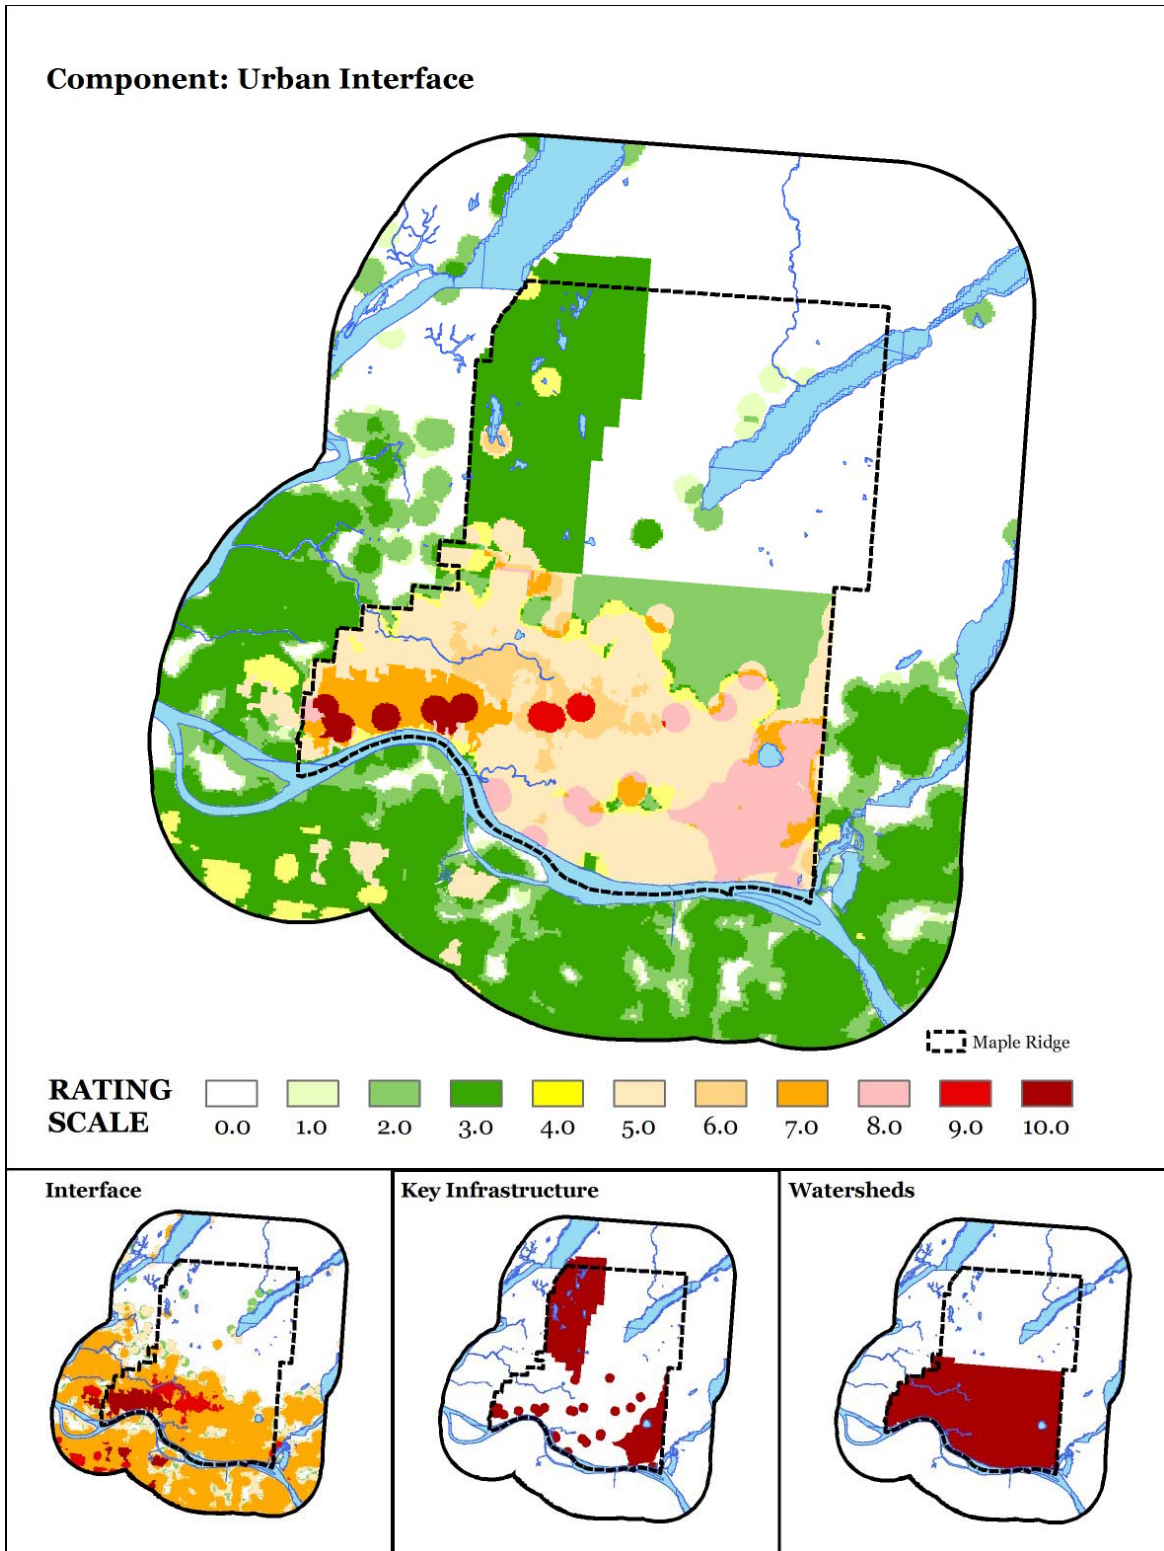 Component: Urban Interface
Maple Ridge
RATING
SCALE
0.0 1.0 2.0 3.0 4.0 5.0 6.0 7.0 8.0 9.0 10.0
Interface
Key Infrastructure
Watersheds